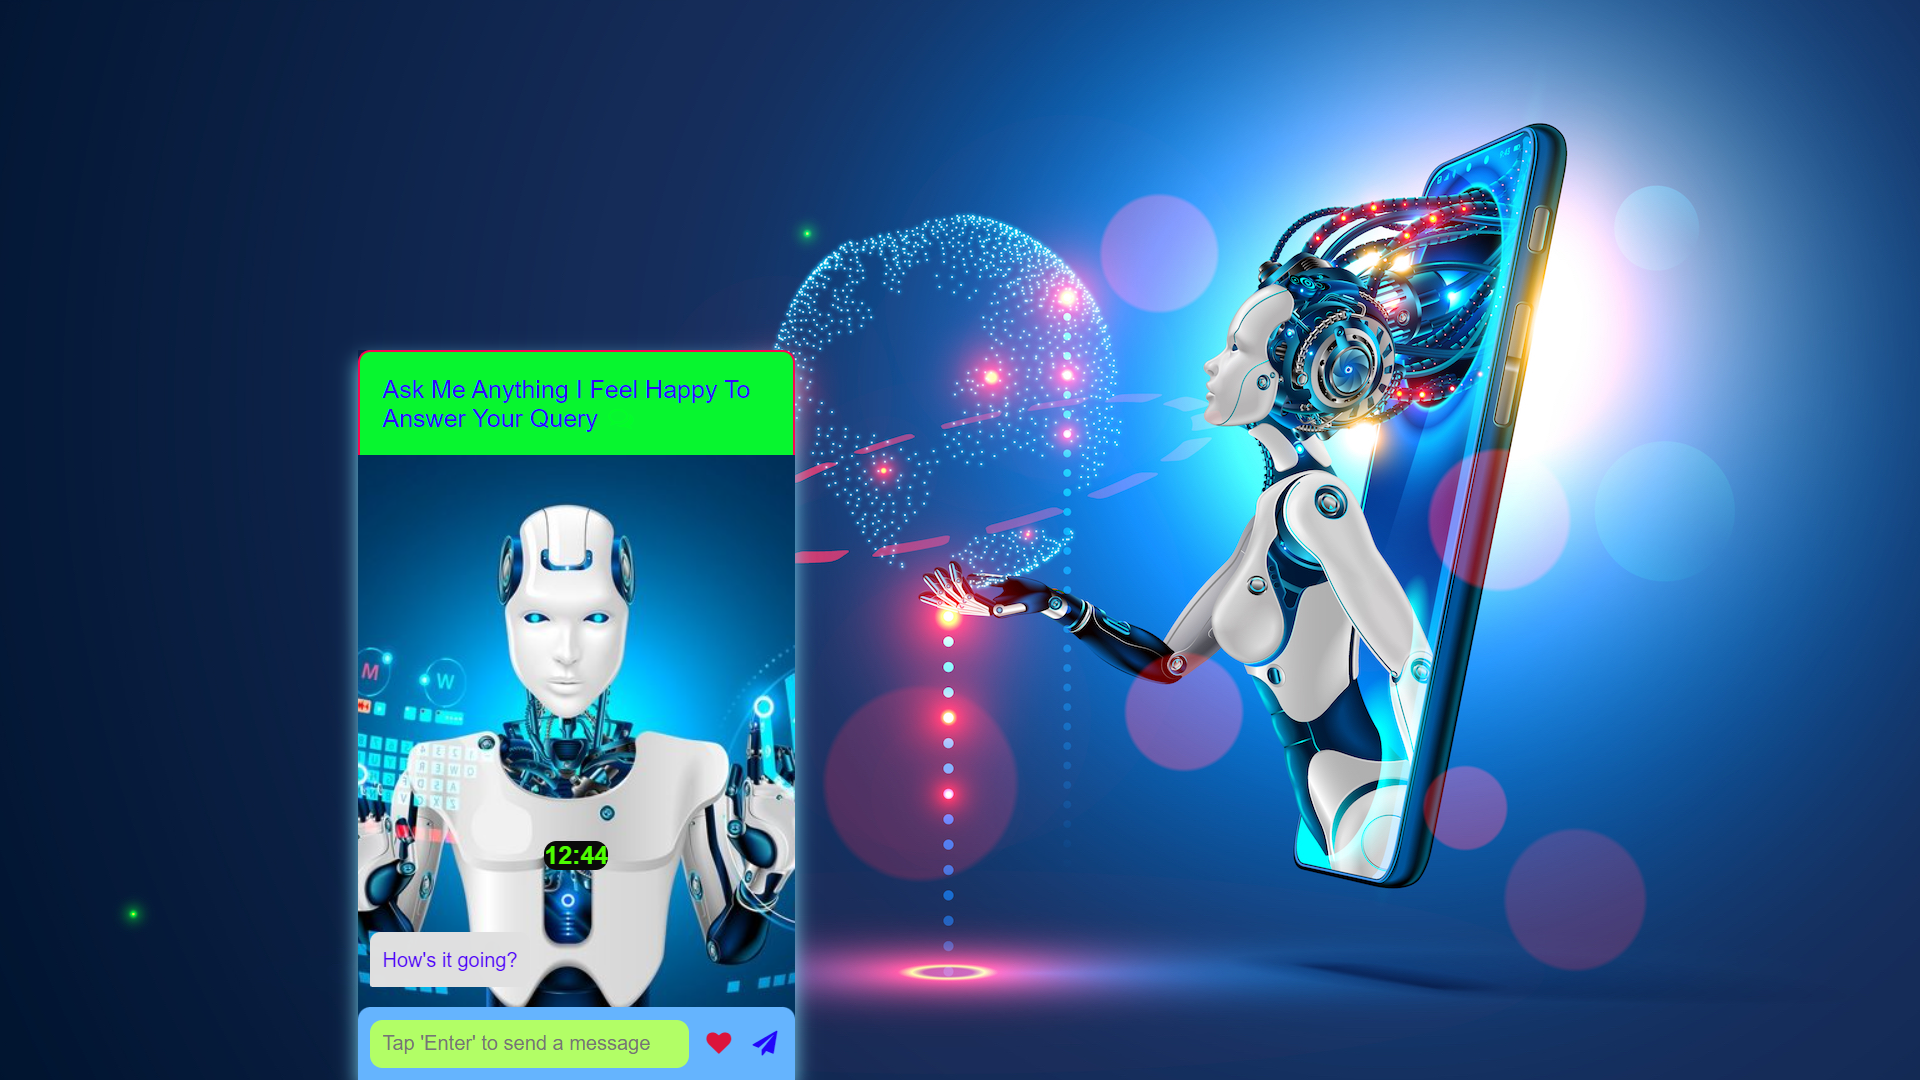 Ask Me Anything I Feel Happy To
Answer Your Query
M
W
12:44
How's it going?
Tap 'Enter' to send a message